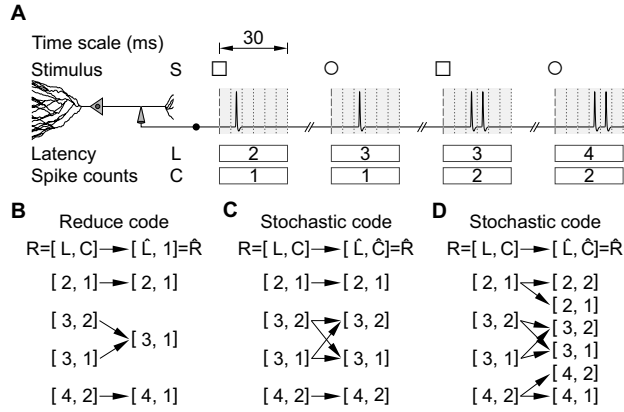 A
Time scale (ms) 30
Stimulus S
Latency L 2 3 3 4
Spike counts C 1 1 2 2
B Reduce code
R=[ L, C] [ L̂, 1]=R̂
[ 2, 1] [ 2, 1]
[ 3, 2]
[ 3, 1]
[ 3, 1]
[ 4, 2] [ 4, 1]
C Stochastic code
R=[ L, C] [ L̂, Ĉ]=R̂
[ 2, 1] [ 2, 1]
[ 3, 2] [ 3, 2]
[ 3, 1] [ 3, 1]
[ 4, 2] [ 4, 2]
D Stochastic code
R=[ L, C] [ L̂, Ĉ]=R̂
[ 2, 1] [ 2, 2]
[ 2, 1]
[ 3, 2] [ 3, 2]
[ 3, 1] [ 3, 1]
[ 4, 2]
[ 4, 2] [ 4, 1]